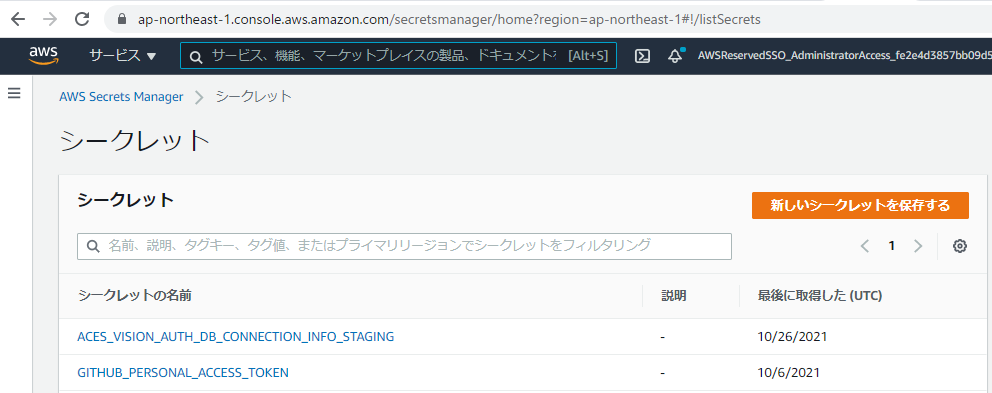 ap-northeast-1.console.aws.amazon.com/secretsmanager/home?region=ap-northeast-1#!/listSecrets
aws サービス サービス、機能、マーケットプレイスの製品、ドキュメントを [Alt+S] AWSReservedSSO_AdministratorAccess_fe2e4d3857bb09d5
AWS Secrets Manager シークレット
シークレット
シークレット 新しいシークレットを保存する
名前、説明、タグキー、タグ値、またはプライマリリージョンでシークレットをフィルタリング 1
シークレットの名前 説明 最後に取得した (UTC)
ACES_VISION_AUTH_DB_CONNECTION_INFO_STAGING - 10/26/2021
GITHUB_PERSONAL_ACCESS_TOKEN - 10/6/2021